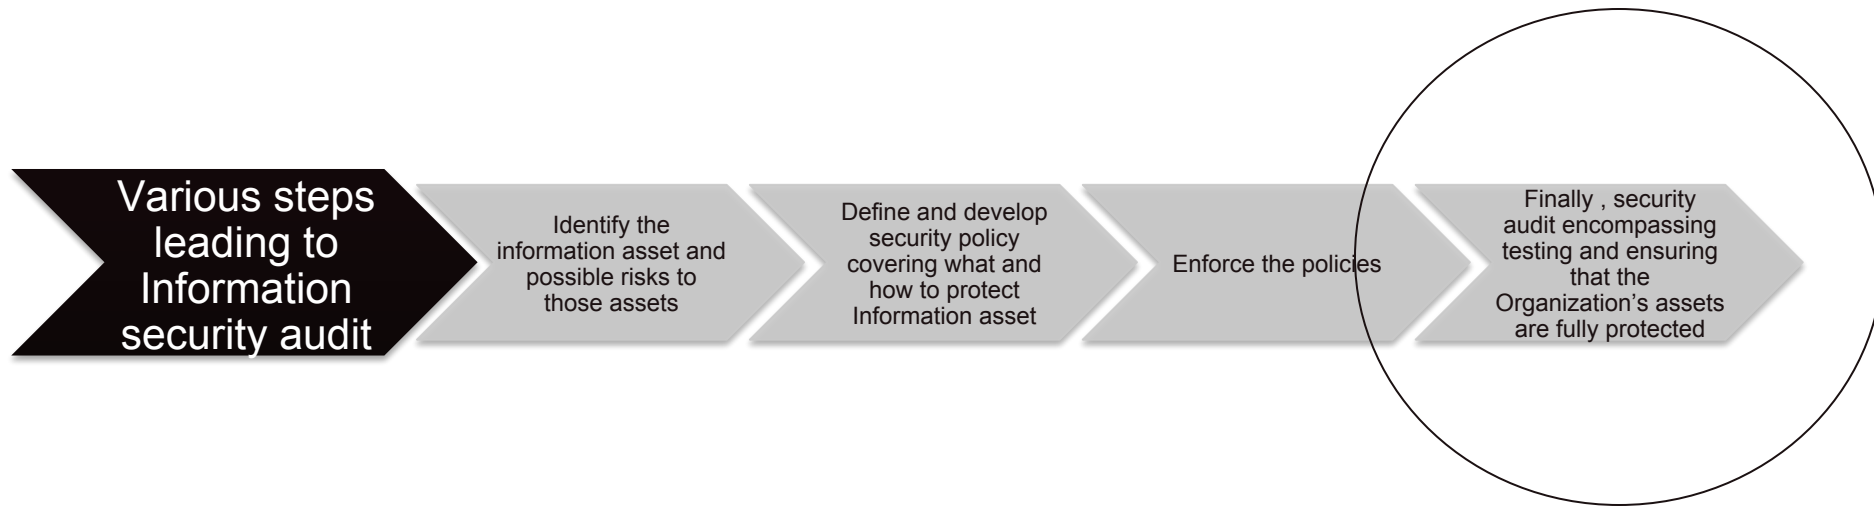 Various steps
leading to
Information
security audit
Identify the
information asset and
possible risks to
those assets
Define and develop
security policy
covering what and
how to protect
Information asset
Enforce the policies
Finally , security
audit encompassing
testing and ensuring
that the
Organization’s assets
are fully protected